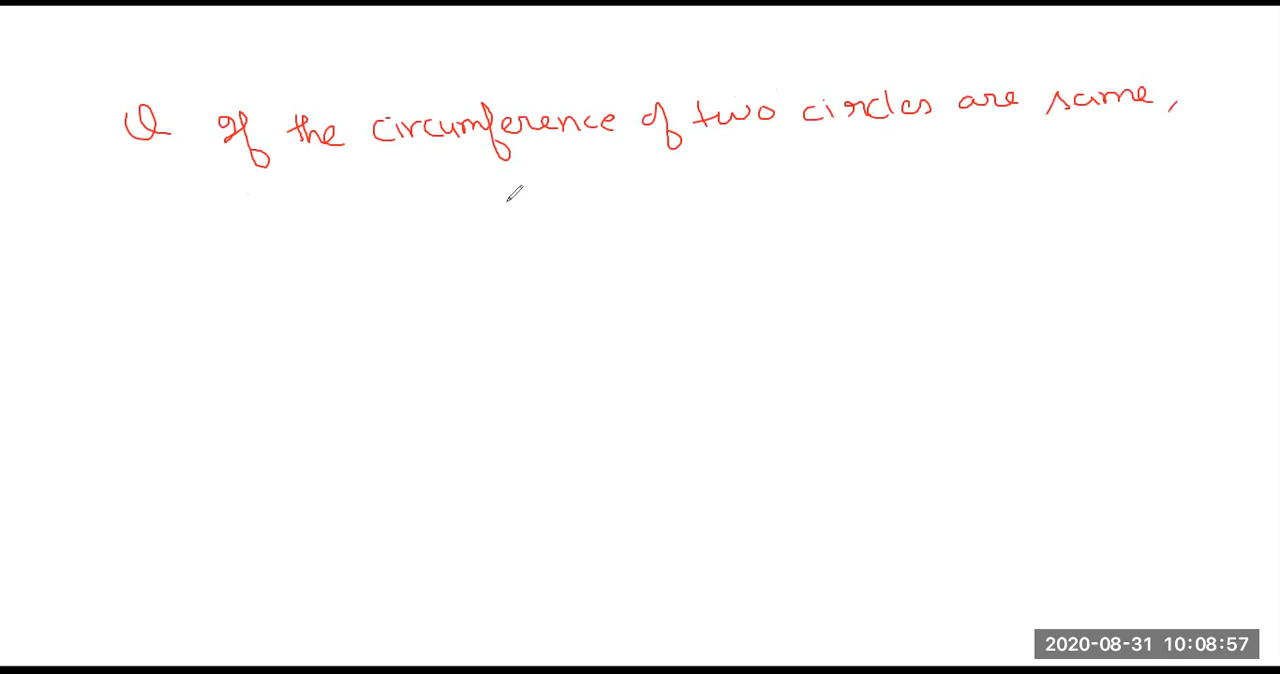 Q If the circumference of two circles are same,
2020-08-31 10:08:57